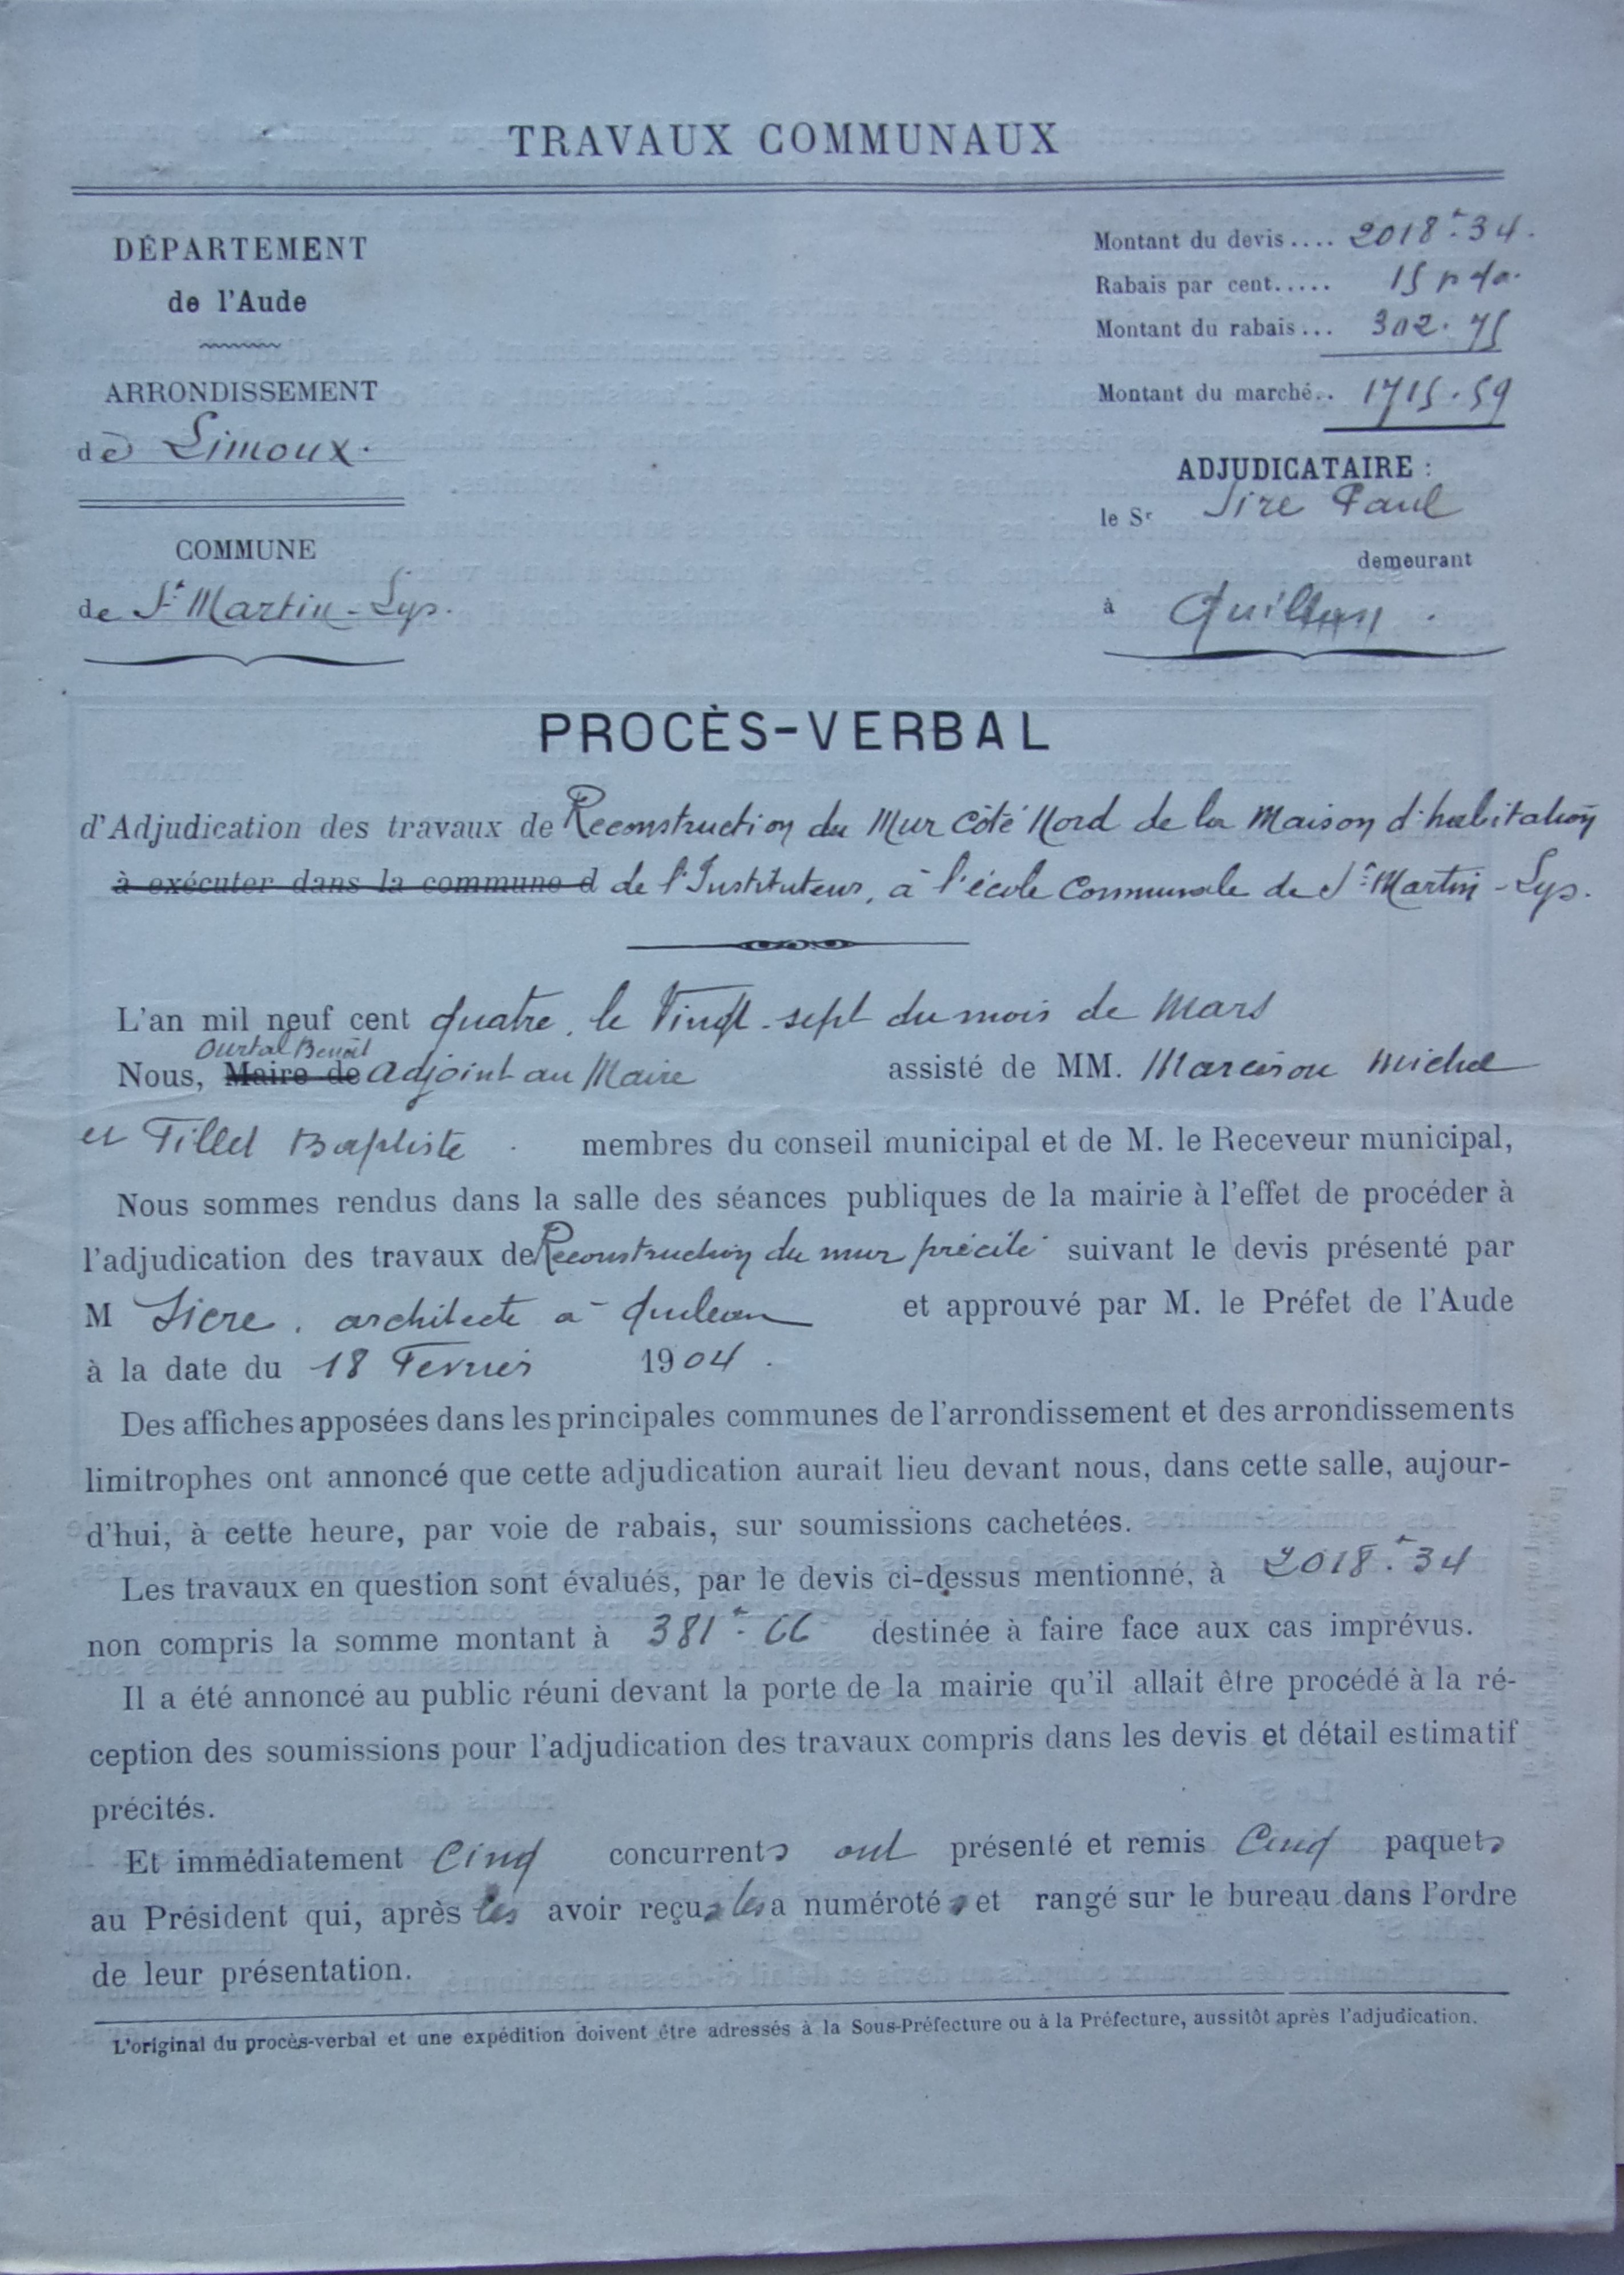 TRAVAUX COMMUNAUX
DÉPARTEMENT
de l'Aude
ARRONDISSEMENT
de Limoux.
COMMUNE
de St Martin-Lys.
Montant du devis.... 2018f.34.
Rabais par cent..... 15 p. %.
Montant du rabais... 302.75
Montant du marché.. 1715.59
ADJUDICATAIRE :
le Sr Sire Paul
demeurant
à Quillan.
PROCÈS-VERBAL
d'Adjudication des travaux de Reconstruction du Mur côté Nord de la Maison d'habitation
à exécuter dans la commune d de l'Instituteur, à l'école Communale de St Martin-Lys.
L'an mil neuf cent quatre, le Vingt-sept du mois de Mars
Ourtal Benoît
Nous, Maire de adjoint au Maire assisté de MM. Michel
et Tillet Baptiste. membres du conseil municipal et de M. le Receveur municipal,
Nous sommes rendus dans la salle des séances publiques de la mairie à l'effet de procéder à
l'adjudication des travaux de Reconstruction du mur précité suivant le devis présenté par
M Sicre, architecte à Quillan et approuvé par M. le Préfet de l'Aude
à la date du 18 Fevrier 1904.
Des affiches apposées dans les principales communes de l'arrondissement et des arrondissements
limitrophes ont annoncé que cette adjudication aurait lieu devant nous, dans cette salle, aujour-
d'hui, à cette heure, par voie de rabais, sur soumissions cachetées.
Les travaux en question sont évalués, par le devis ci-dessus mentionné, à 2018f.34
non compris la somme montant à 381f.66 destinée à faire face aux cas imprévus.
Il a été annoncé au public réuni devant la porte de la mairie qu'il allait être procédé à la ré-
ception des soumissions pour l'adjudication des travaux compris dans les devis et détail estimatif
précités.
Et immédiatement Cinq concurrents ont présenté et remis Cinq paquets
au Président qui, après les avoir reçus les a numérotés et rangé sur le bureau dans l'ordre
de leur présentation.
L'original du procès-verbal et une expédition doivent être adressés à la Sous-Préfecture ou à la Préfecture, aussitôt après l'adjudication.